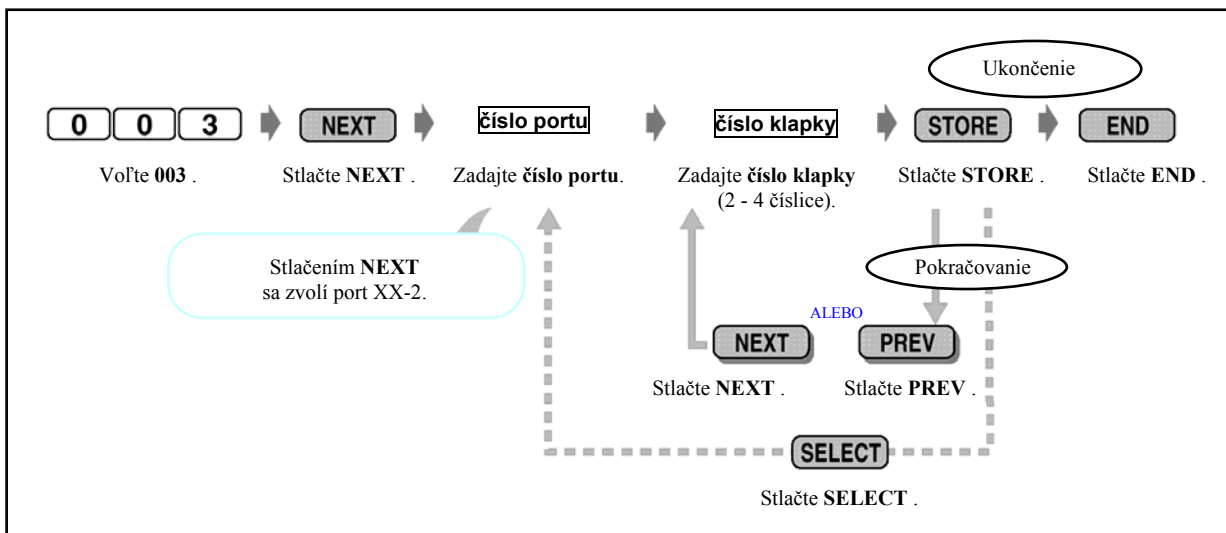 Ukončenie
0 0 3 NEXT číslo portu číslo klapky STORE END
Voľte 003 . Stlačte NEXT . Zadajte číslo portu. Zadajte číslo klapky Stlačte STORE . Stlačte END .
(2 - 4 číslice).
Stlačením NEXT
sa zvolí port XX-2.
Pokračovanie
ALEBO
NEXT PREV
Stlačte NEXT . Stlačte PREV .
SELECT
Stlačte SELECT .